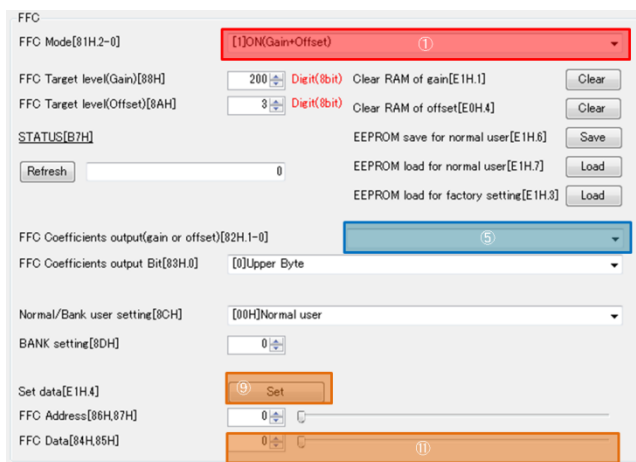 FFC
FFC Mode[81H.2-0] [1]ON(Gain+Offset) ①
FFC Target level(Gain)[88H] 200 Digit(8bit) Clear RAM of gain[E1H.1] Clear
FFC Target level(Offset)[8AH] 3 Digit(8bit) Clear RAM of offset[E0H.4] Clear
STATUS[B7H] EEPROM save for normal user[E1H.6] Save
Refresh 0 EEPROM load for normal user[E1H.7] Load
EEPROM load for factory setting[E1H.3] Load
FFC Coefficients output(gain or offset)[82H.1-0] ⑤
FFC Coefficients output Bit[83H.0] [0]Upper Byte
Normal/Bank user setting[8CH] [00H]Normal user
BANK setting[8DH] 0
Set data[E1H.4] ⑨ Set
FFC Address[86H,87H] 0
FFC Data[84H,85H] 0 ⑪